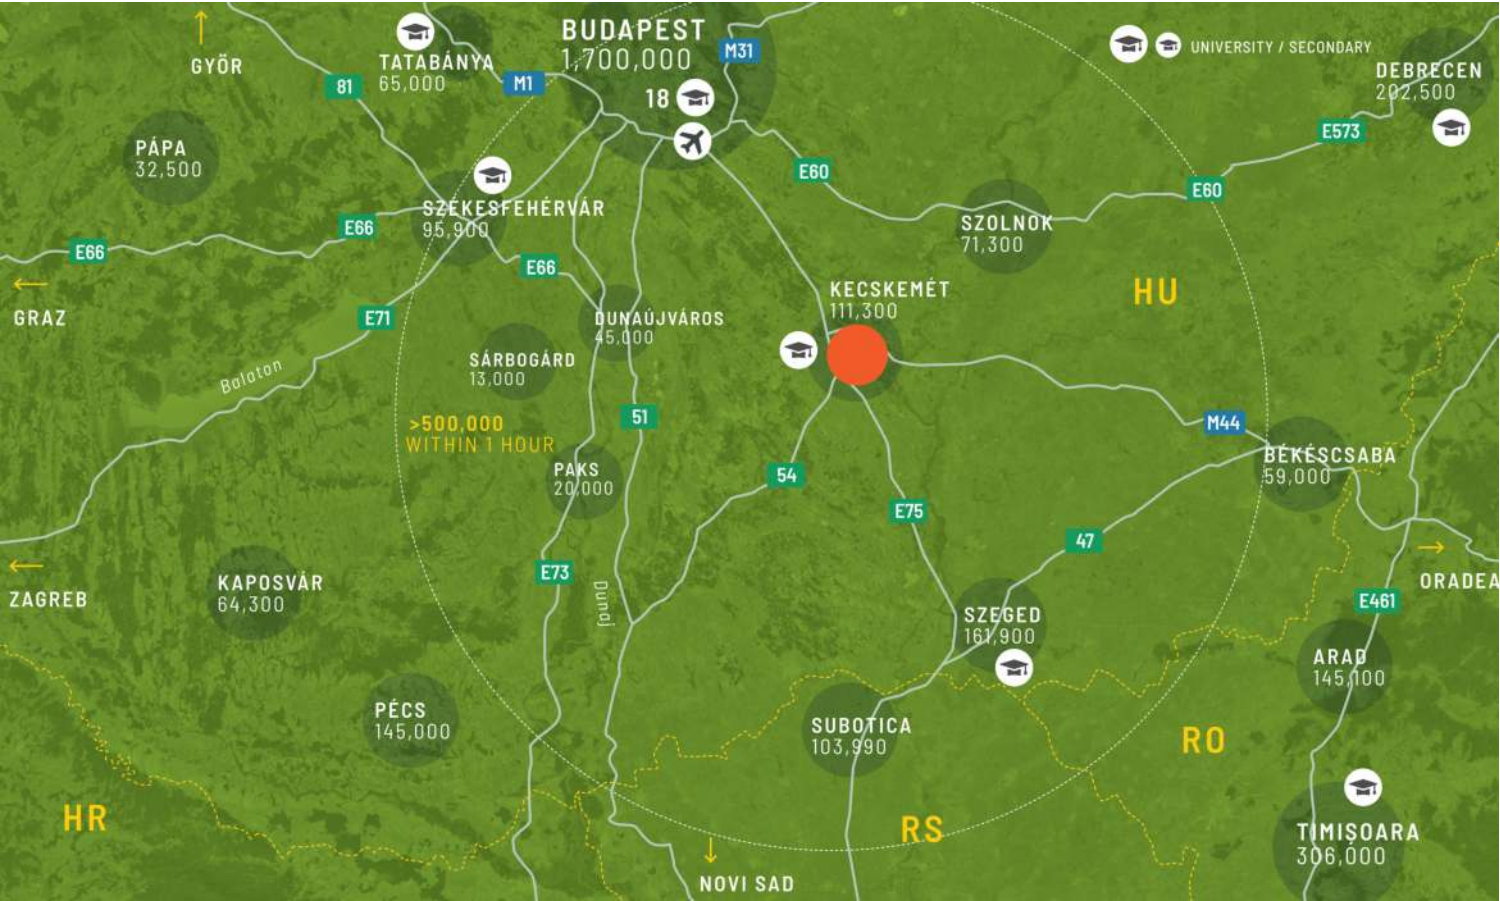 GYŐR
81
TATABÁNYA
65,000
M1
BUDAPEST
1,700,000
18
M31
UNIVERSITY / SECONDARY
DEBRECEN
202,500
E573
PÁPA
32,500
SZÉKESFEHÉRVÁR
95,900
E60
E60
SZOLNOK
71,300
E66
E66
E66
GRAZ
E71
Balaton
DUNAÚJVÁROS
45,000
SÁRBOGÁRD
13,000
KECSKEMÉT
111,300
HU
>500,000
WITHIN 1 HOUR
51
M44
BÉKÉSCSABA
59,000
PAKS
20,000
54
E75
47
E73
Dunaj
ZAGREB
KAPOSVÁR
64,300
ORADEA
E461
SZEGED
161,900
ARAD
145,100
PÉCS
145,000
SUBOTICA
103,990
RO
HR
RS
TIMIȘOARA
306,000
NOVI SAD